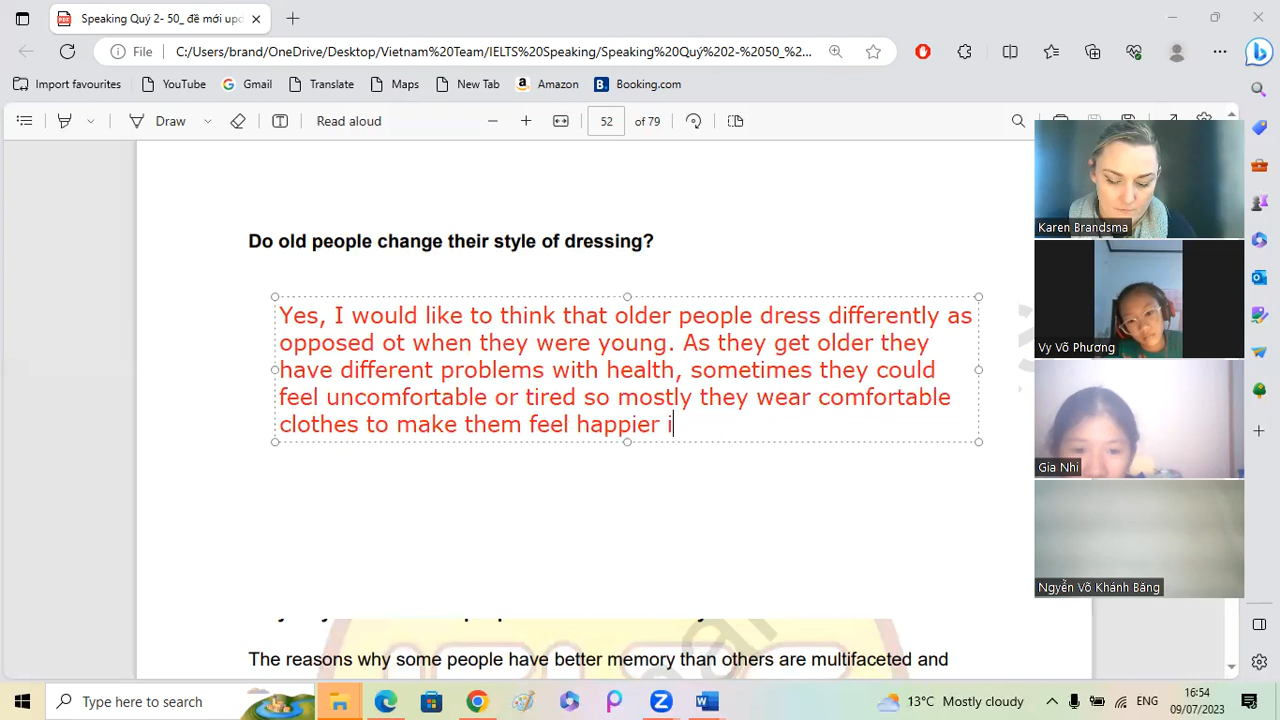 Speaking Quý 2- 50_ đề mới upd
File C:/Users/brand/OneDrive/Desktop/Vietnam%20Team/IELTS%20Speaking/Speaking%20Quý%202-%2050_%2...
Import favourites YouTube Gmail Translate Maps New Tab Amazon Booking.com
Draw Read aloud 52 of 79
Do old people change their style of dressing?
Yes, I would like to think that older people dress differently as
opposed ot when they were young. As they get older they
have different problems with health, sometimes they could
feel uncomfortable or tired so mostly they wear comfortable
clothes to make them feel happier i
The reasons why some people have better memory than others are multifaceted and
Karen Brandsma
Vy Võ Phương
Gia Nhi
Nguyễn Võ Khánh Băng
Type here to search
13°C Mostly cloudy ENG 16:54
09/07/2023